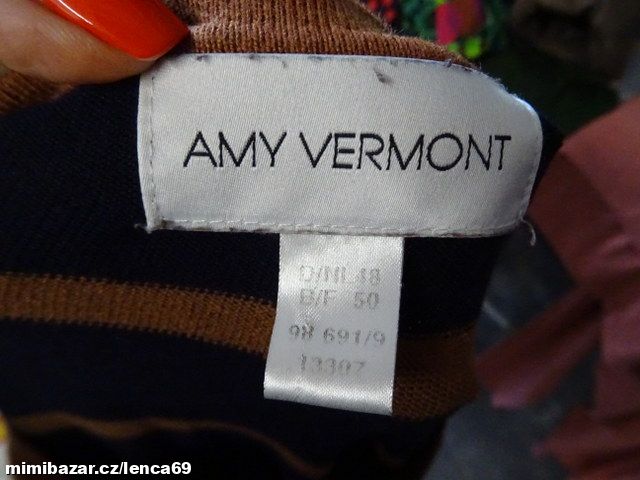 AMY VERMONT
D/NL 48
B/F 50
98 691/9
13307
mimibazar.cz/lenca69